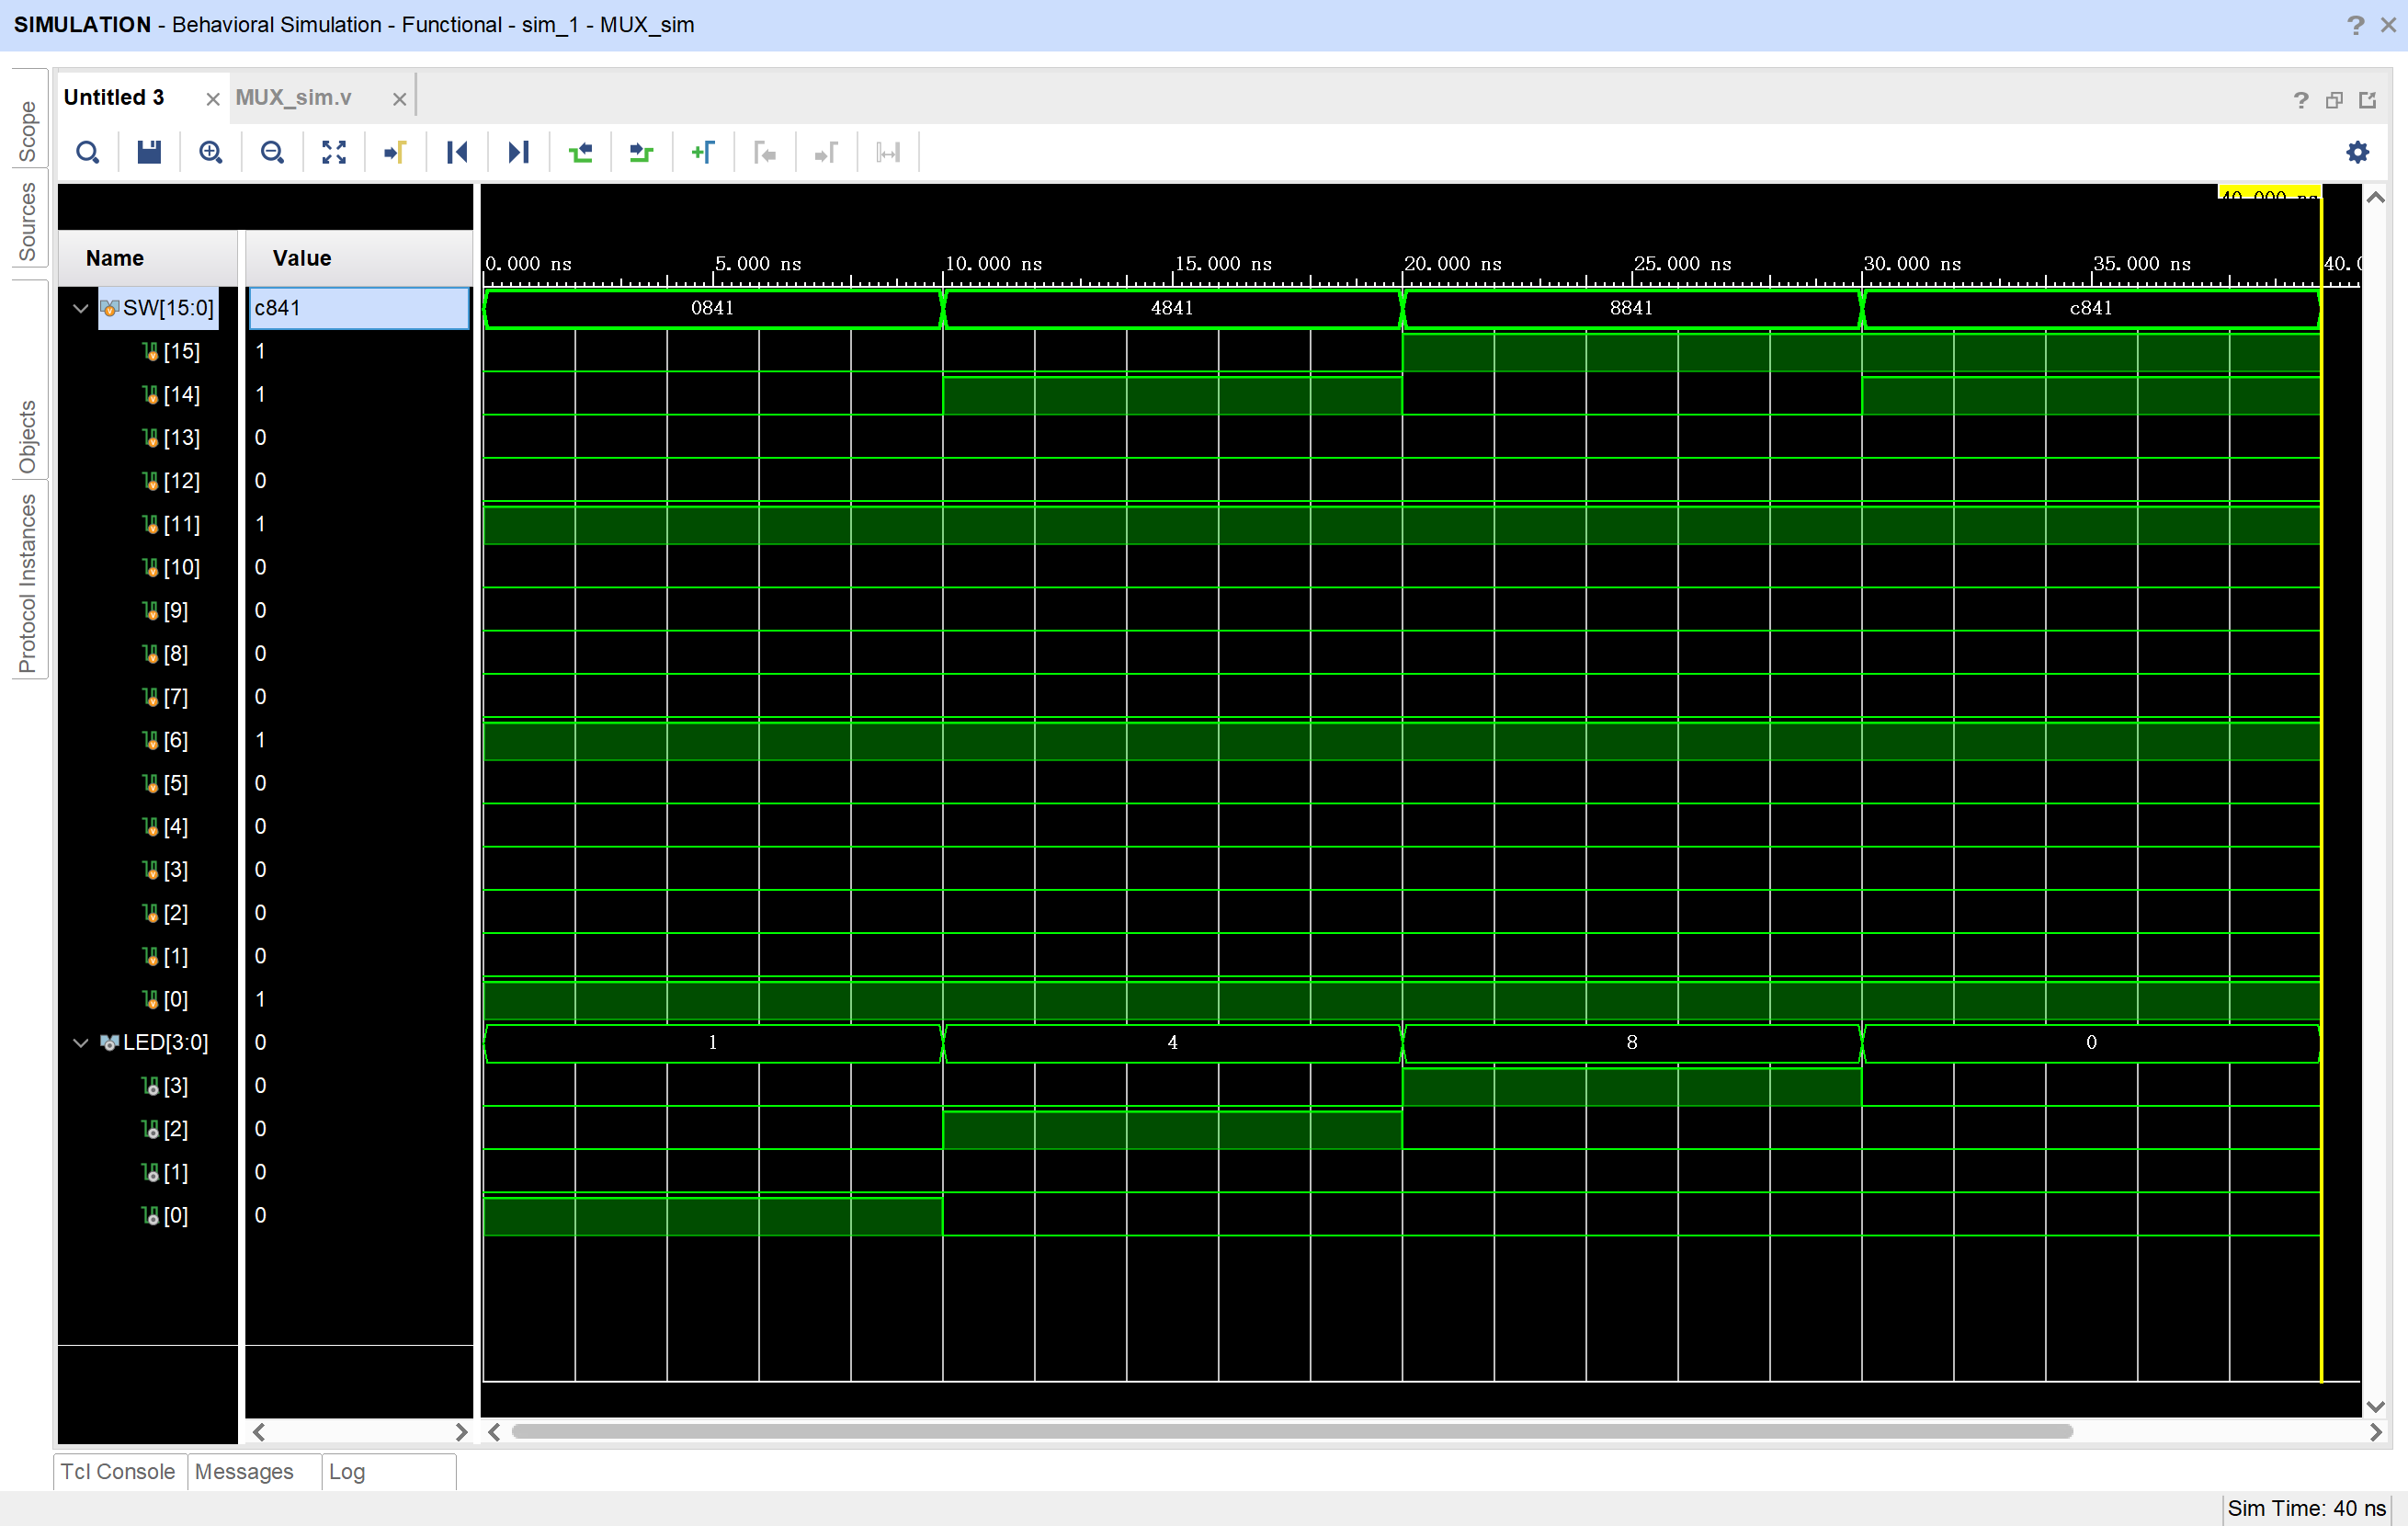 SIMULATION - Behavioral Simulation - Functional - sim_1 - MUX_sim
Scope
Sources
Objects
Protocol Instances
Untitled 3
MUX_sim.v
40.000 ns
Name
Value
0.000 ns 5.000 ns 10.000 ns 15.000 ns 20.000 ns 25.000 ns 30.000 ns 35.000 ns 40.0
SW[15:0] c841 0841 4841 8841 c841
[15] 1
[14] 1
[13] 0
[12] 0
[11] 1
[10] 0
[9] 0
[8] 0
[7] 0
[6] 1
[5] 0
[4] 0
[3] 0
[2] 0
[1] 0
[0] 1
LED[3:0] 0 1 4 8 0
[3] 0
[2] 0
[1] 0
[0] 0
Tcl Console
Messages
Log
Sim Time: 40 ns